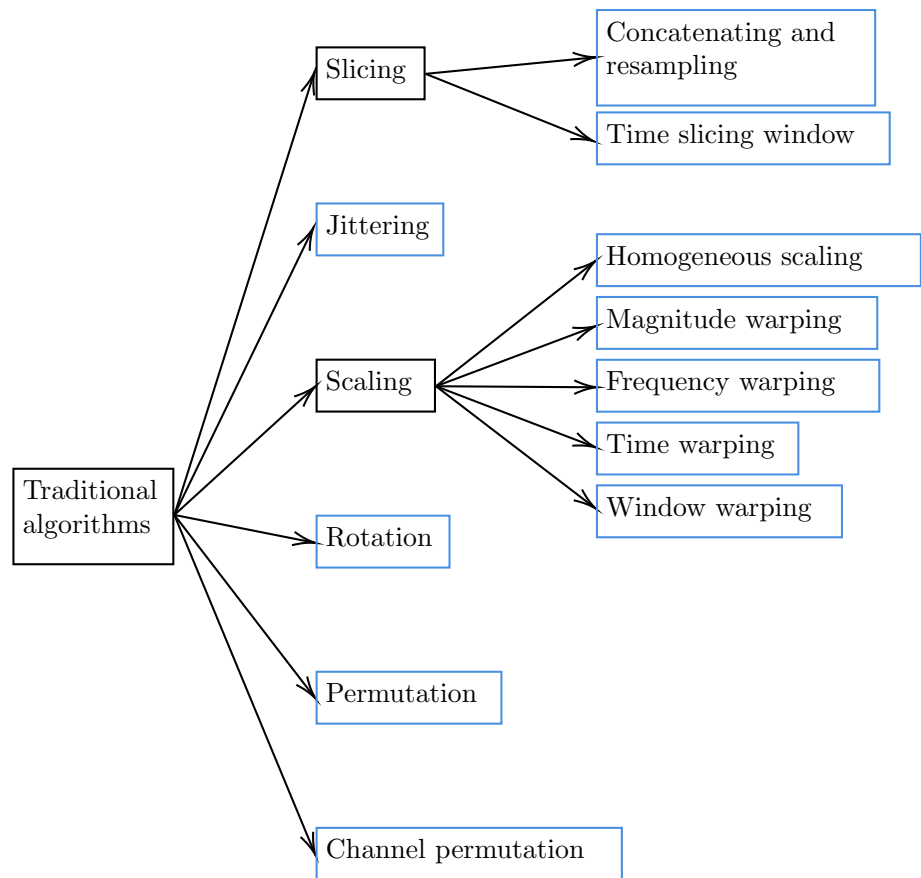 Concatenating and
resampling
Slicing
Time slicing window
Jittering
Homogeneous scaling
Magnitude warping
Scaling
Frequency warping
Time warping
Traditional
algorithms
Window warping
Rotation
Permutation
Channel permutation